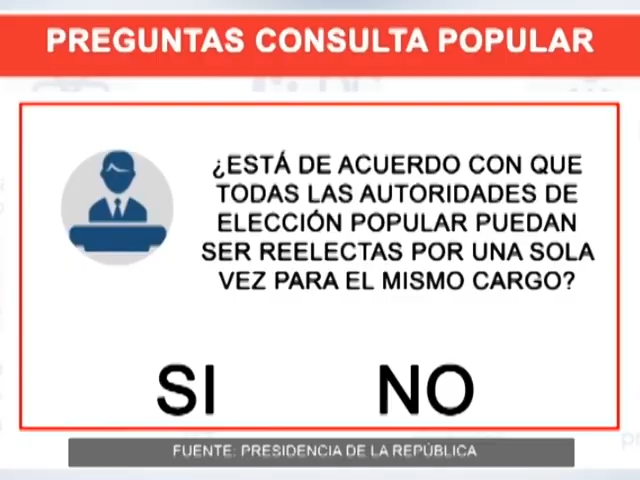 PREGUNTAS CONSULTA POPULAR
¿ESTÁ DE ACUERDO CON QUE
TODAS LAS AUTORIDADES DE
ELECCIÓN POPULAR PUEDAN
SER REELECTAS POR UNA SOLA
VEZ PARA EL MISMO CARGO?
SI NO
FUENTE: PRESIDENCIA DE LA REPÚBLICA